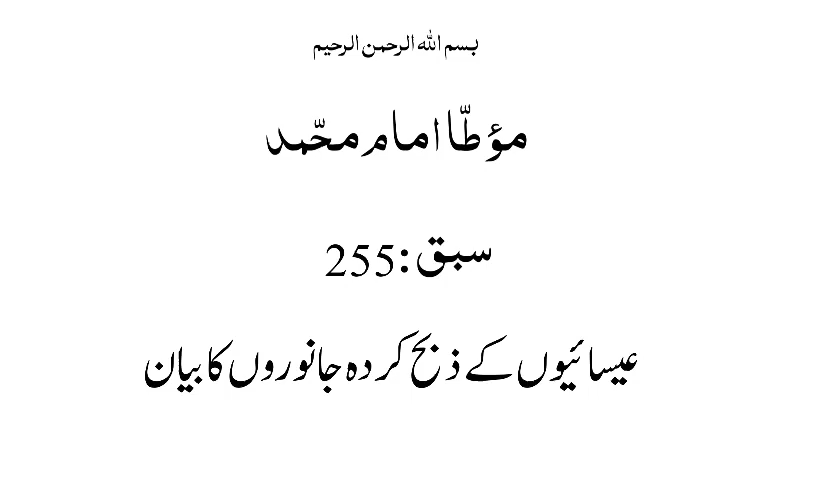 بسم اللہ الرحمن الرحیم
مؤطّا امام محمّد
سبق:255
عیسائیوں کے ذبح کردہ جانوروں کا بیان